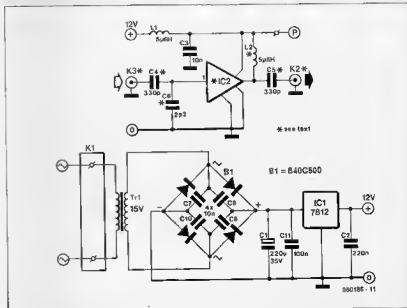 12V
L1
5µ6H
C3
10n
P
L2
*
5µ6H
K3*
C4*
330p
1
*IC2
C5*
330p
K2*
C6
*
2p2
0
* see text
K1
Tr1
15V
B1
B1 = B40C500
C7
4x
10n
C8
C10
C9
IC1
7812
12V
C1
220µ
35V
C11
100n
C2
220n
0
880186 - 11